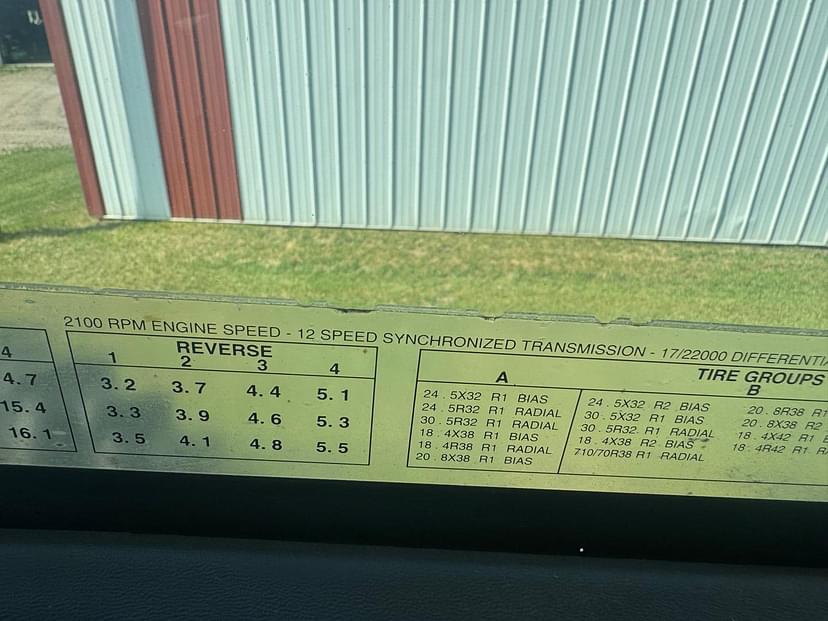 2100 RPM ENGINE SPEED - 12 SPEED SYNCHRONIZED TRANSMISSION - 17/22000 DIFFERENTIA
4
4.7
15.4
16.1
REVERSE
1 2 3 4
3.2 3.7 4.4 5.1
3.3 3.9 4.6 5.3
3.5 4.1 4.8 5.5
TIRE GROUPS
A
24.5X32 R1 BIAS
24.5R32 R1 RADIAL
30.5R32 R1 RADIAL
18.4X38 R1 BIAS
18.4R38 R1 RADIAL
20.8X38 R1 BIAS
B
24.5X32 R2 BIAS
30.5X32 R1 BIAS
30.5R32 R1 RADIAL
18.4X38 R2 BIAS
710/70R38 R1 RADIAL
20.8R38 R1
20.8X38 R2
18.4X42 R1 B
18.4R42 R1 RA